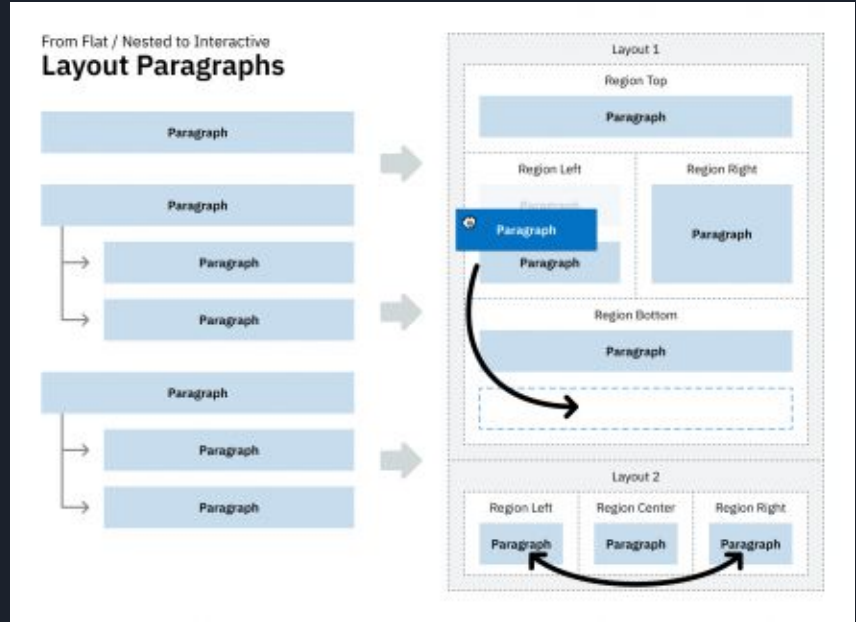 From Flat / Nested to Interactive
Layout Paragraphs
Paragraph
Paragraph
Paragraph
Paragraph
Paragraph
Paragraph
Paragraph
Layout 1
Region Top
Paragraph
Region Left
Region Right
Paragraph
Paragraph
Paragraph
Paragraph
Region Bottom
Paragraph
Layout 2
Region Left
Region Center
Region Right
Paragraph
Paragraph
Paragraph